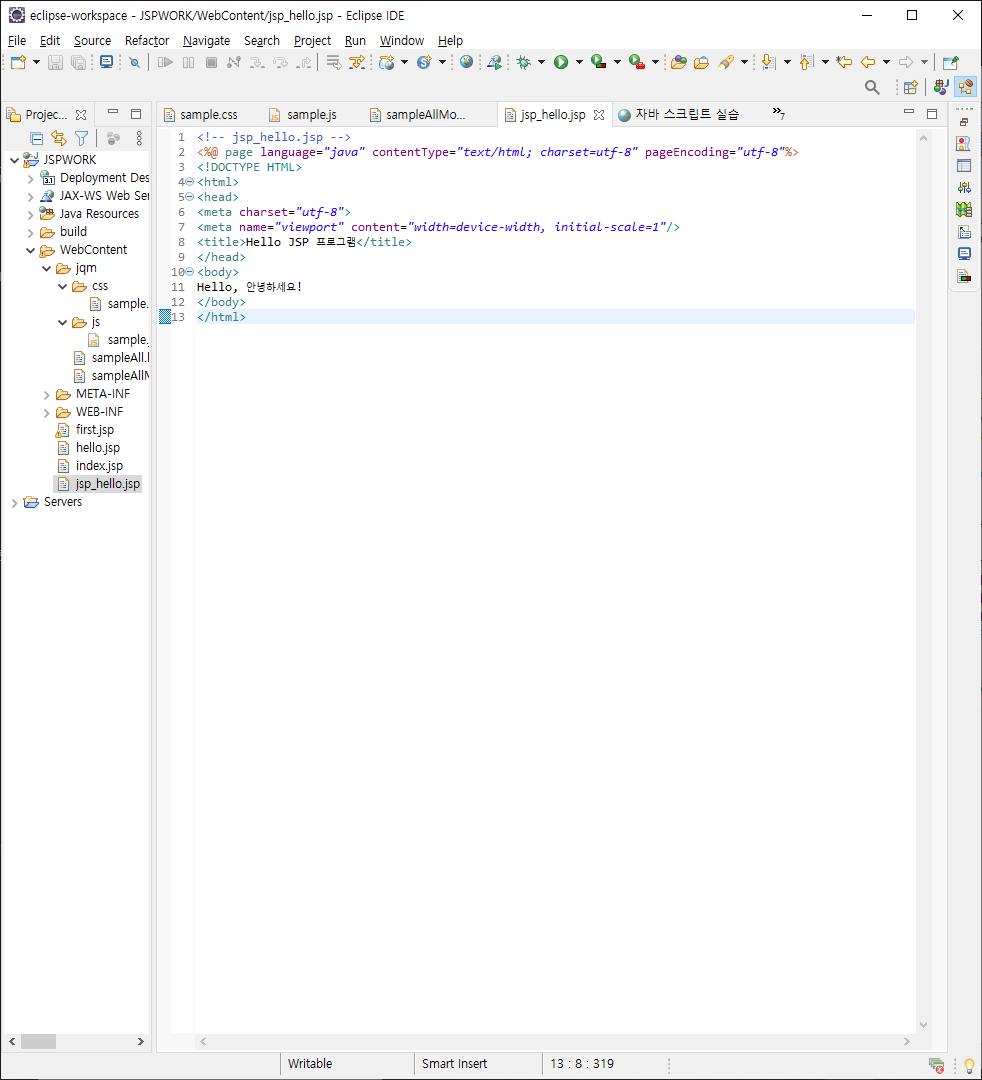 eclipse-workspace - JSPWORK/WebContent/jsp_hello.jsp - Eclipse IDE
File Edit Source Refactor Navigate Search Project Run Window Help
Projec...
sample.css sample.js sampleAllMo... jsp_hello.jsp 자바 스크립트 실습 »7
JSPWORK
Deployment Des
JAX-WS Web Ser
Java Resources
build
WebContent
jqm
css
sample.
js
sample.
sampleAll.l
sampleAllM
META-INF
WEB-INF
first.jsp
hello.jsp
index.jsp
jsp_hello.jsp
Servers
1 <!-- jsp_hello.jsp -->
2 <%@ page language="java" contentType="text/html; charset=utf-8" pageEncoding="utf-8"%>
3 <!DOCTYPE HTML>
4 <html>
5 <head>
6 <meta charset="utf-8">
7 <meta name="viewport" content="width=device-width, initial-scale=1"/>
8 <title>Hello JSP 프로그램</title>
9 </head>
10 <body>
11 Hello, 안녕하세요!
12 </body>
13 </html>
Writable Smart Insert 13 : 8 : 319